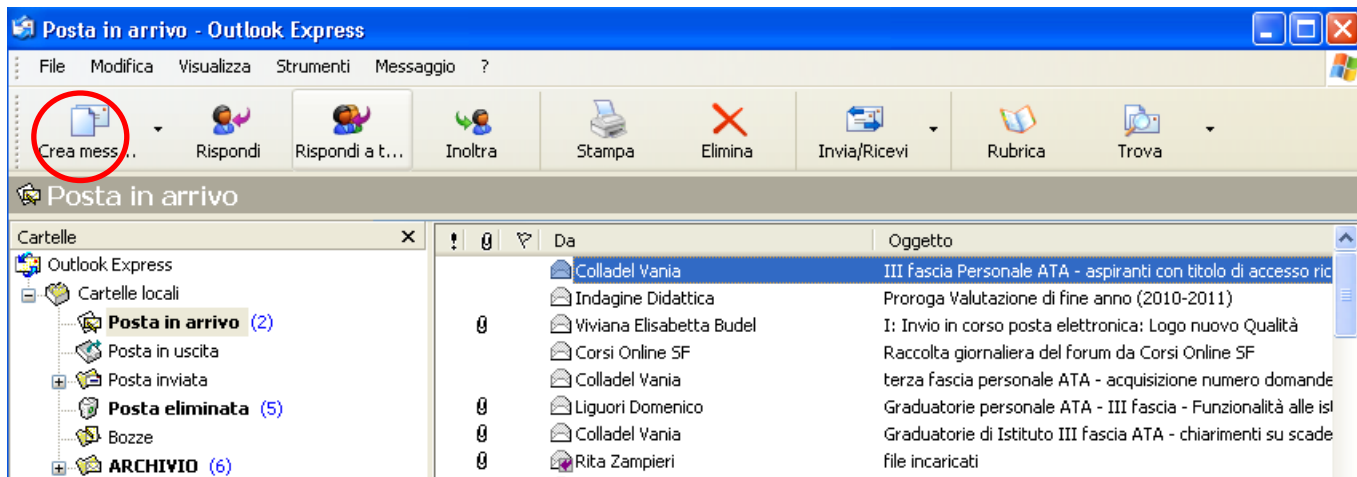 Posta in arrivo - Outlook Express
File Modifica Visualizza Strumenti Messaggio ?
Crea mess... Rispondi Rispondi a t... Inoltra Stampa Elimina Invia/Ricevi Rubrica Trova
Posta in arrivo
Cartelle
Outlook Express
Cartelle locali
Posta in arrivo (2)
Posta in uscita
Posta inviata
Posta eliminata (5)
Bozze
ARCHIVIO (6)
! Da Oggetto
Colladel Vania III fascia Personale ATA - aspiranti con titolo di accesso ric
Indagine Didattica Proroga Valutazione di fine anno (2010-2011)
Viviana Elisabetta Budel I: Invio in corso posta elettronica: Logo nuovo Qualità
Corsi Online SF Raccolta giornaliera del forum da Corsi Online SF
Colladel Vania terza fascia personale ATA - acquisizione numero domande
Liguori Domenico Graduatorie personale ATA - III fascia - Funzionalità alle ist
Colladel Vania Graduatorie di Istituto III fascia ATA - chiarimenti su scade
Rita Zampieri file incaricati